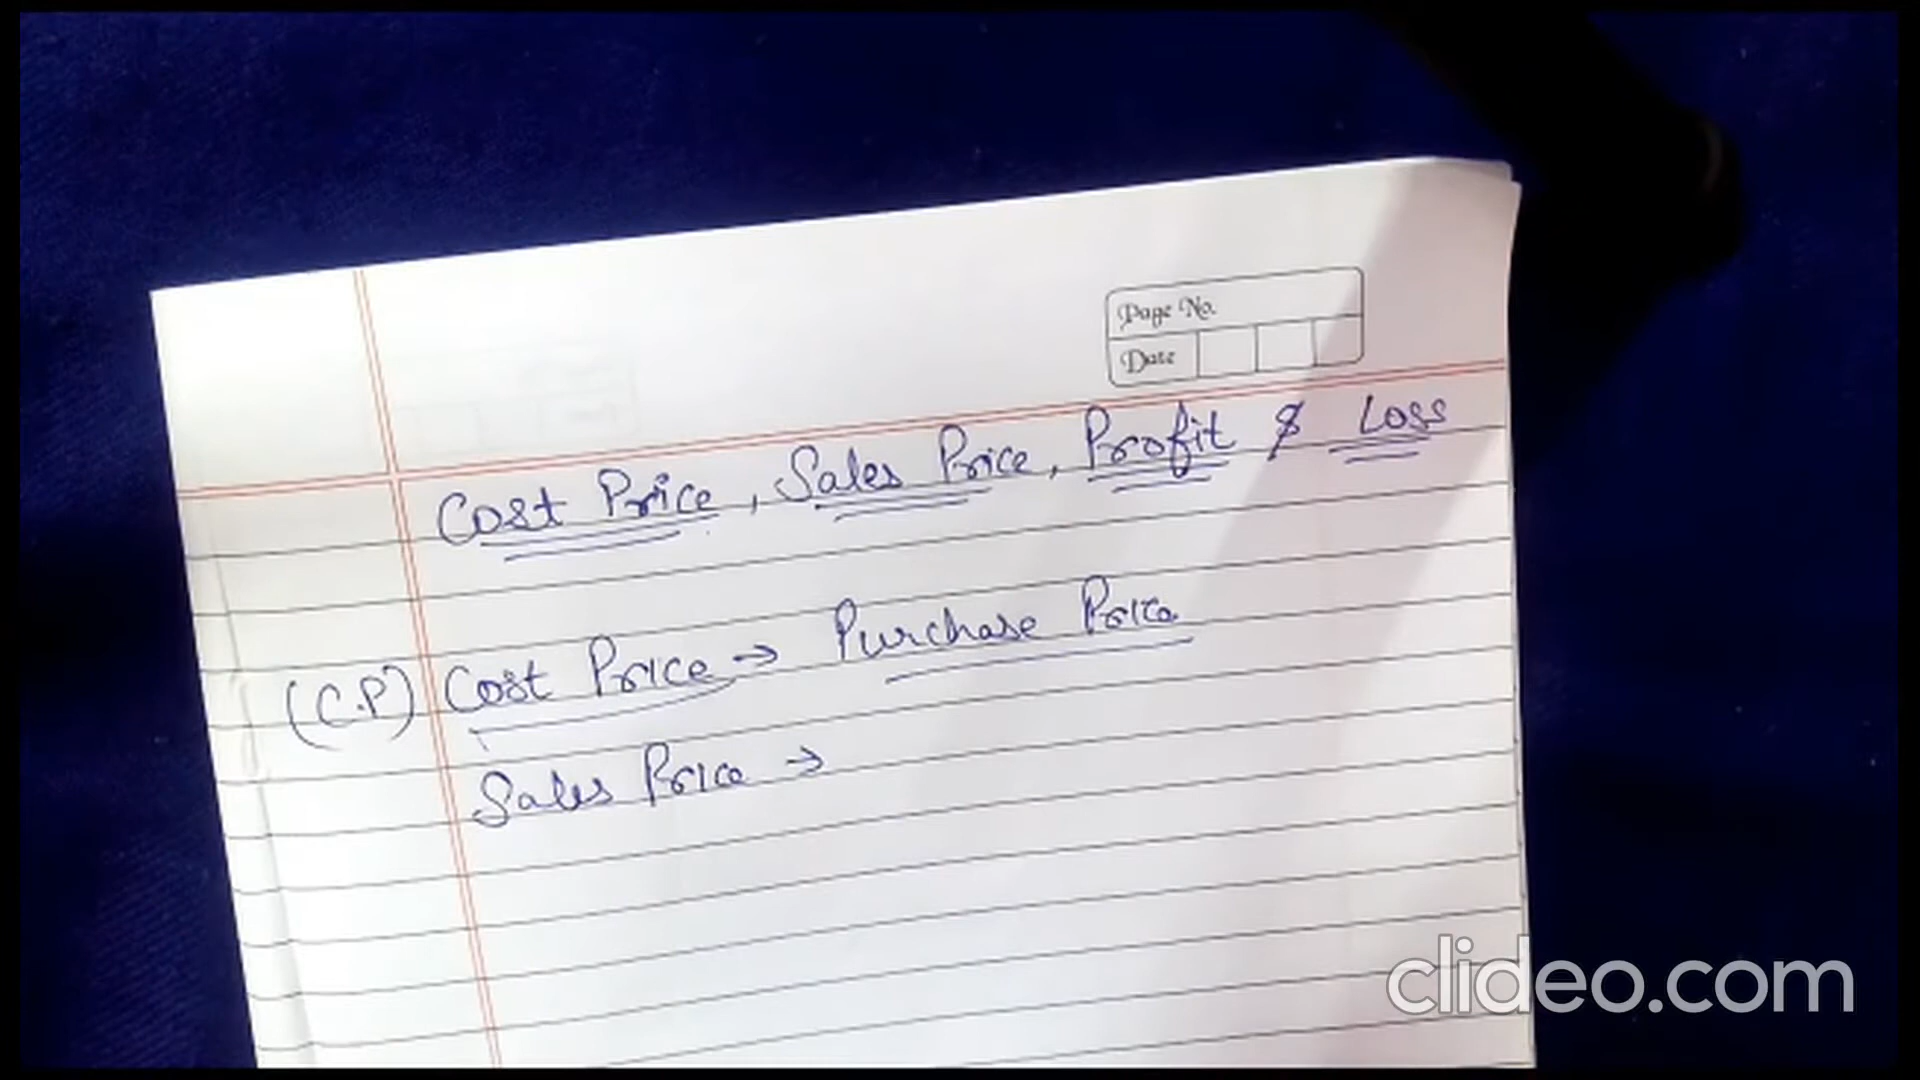 Page No.
Date
Cost Price, Sales Price, Profit & Loss
(C.P) Cost Price → Purchase Price
Sales Price →
clideo.com